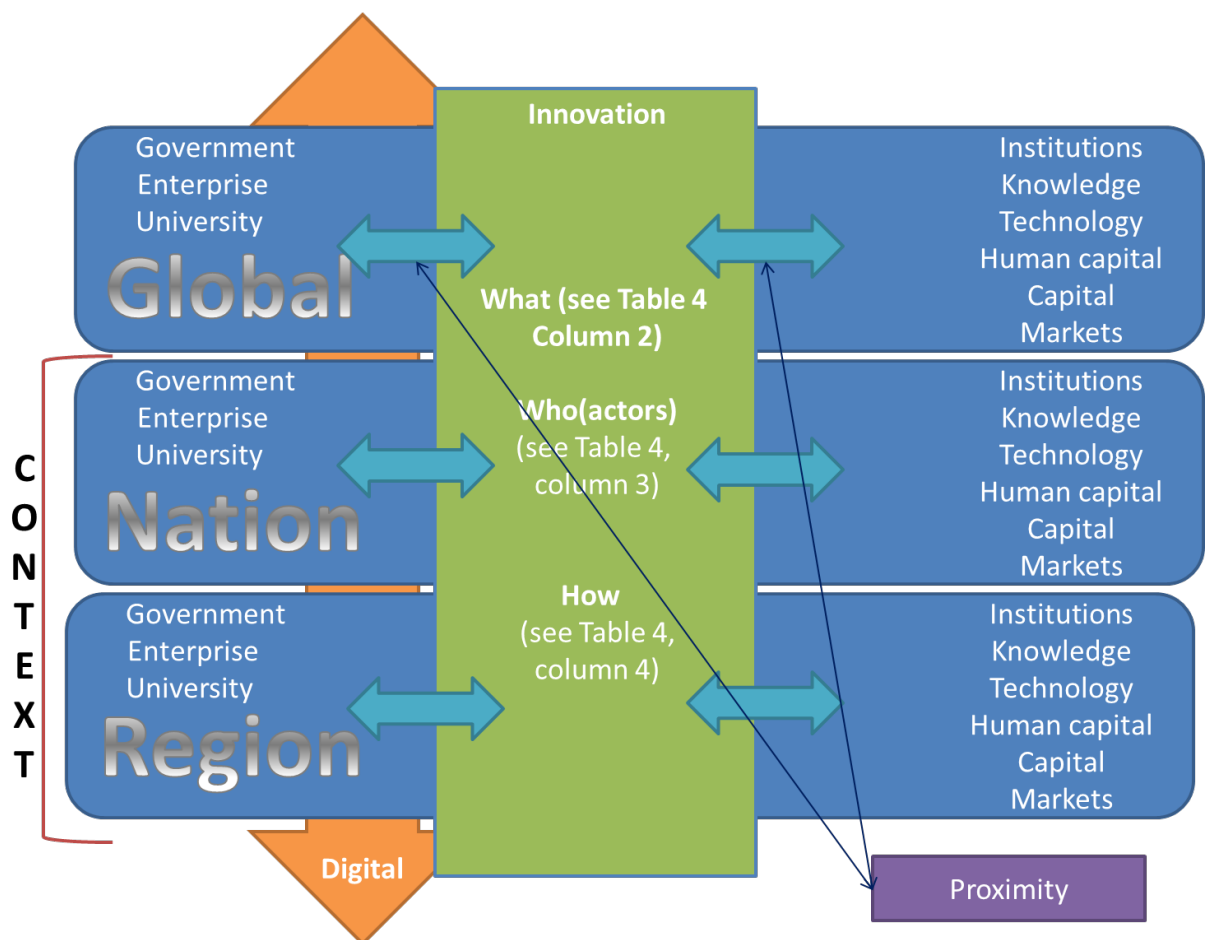 Innovation
Government
Enterprise
University
Global
What (see Table 4
Column 2)
Institutions
Knowledge
Technology
Human capital
Capital
Markets
CONTEXT
Government
Enterprise
University
Nation
Who(actors)
(see Table 4,
column 3)
Institutions
Knowledge
Technology
Human capital
Capital
Markets
Government
Enterprise
University
Region
How
(see Table 4,
column 4)
Institutions
Knowledge
Technology
Human capital
Capital
Markets
Digital
Proximity